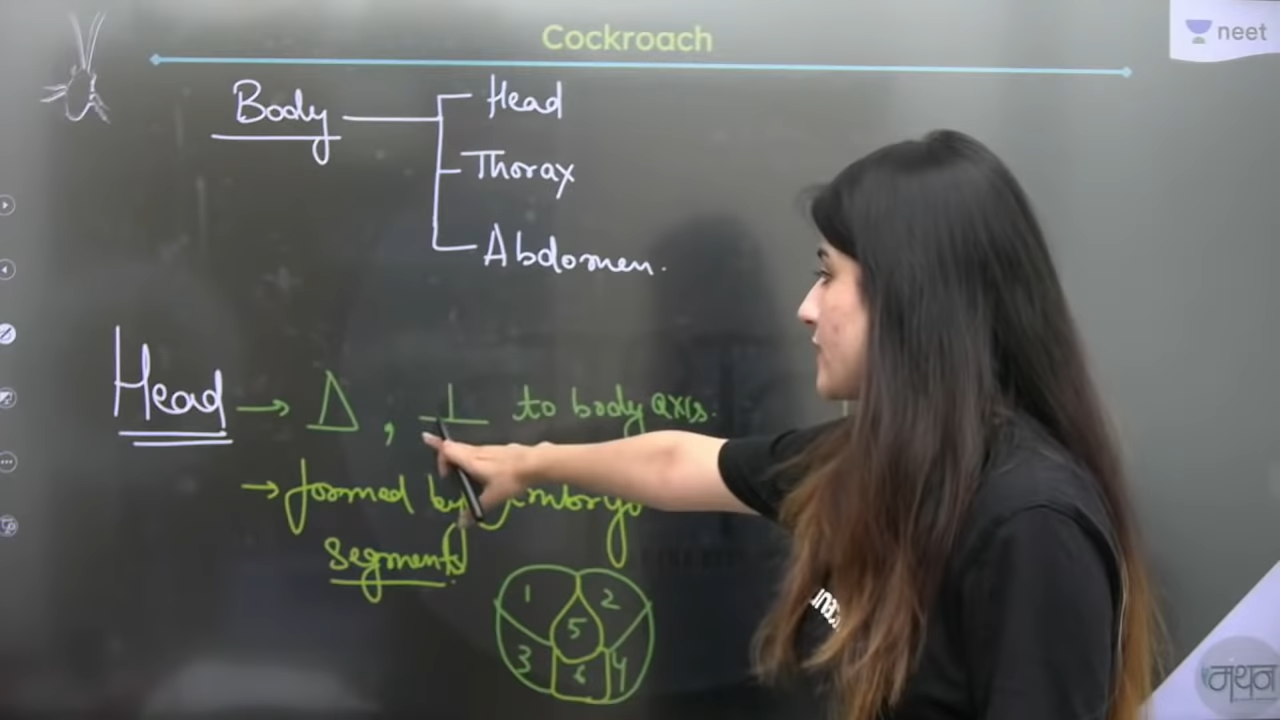 Cockroach
neet
Body
Head
Thorax
Abdomen.
Head → Δ, ⊥ to body axis.
→ formed by embryo
segments.
1 2
5
3 6 4
मंथन